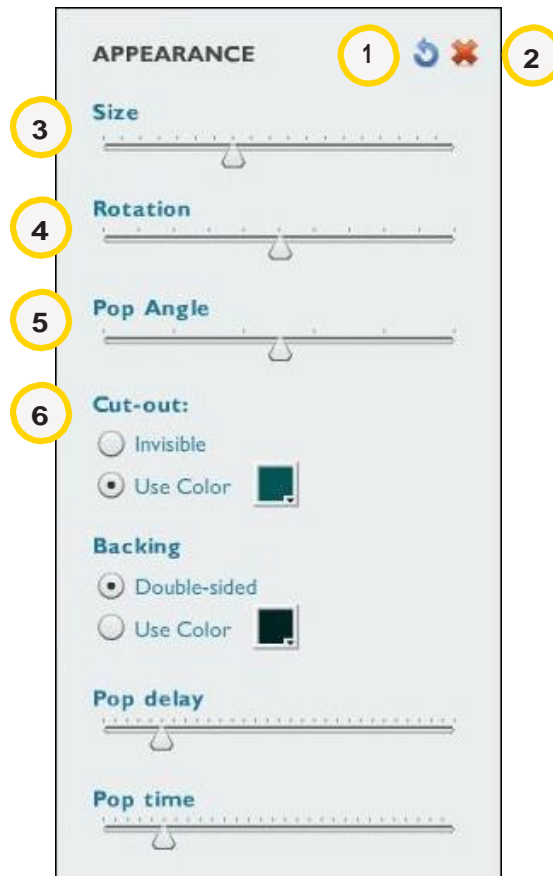 APPEARANCE 1 2
3 Size
4 Rotation
5 Pop Angle
6 Cut-out:
Invisible
Use Color
Backing
Double-sided
Use Color
Pop delay
Pop time